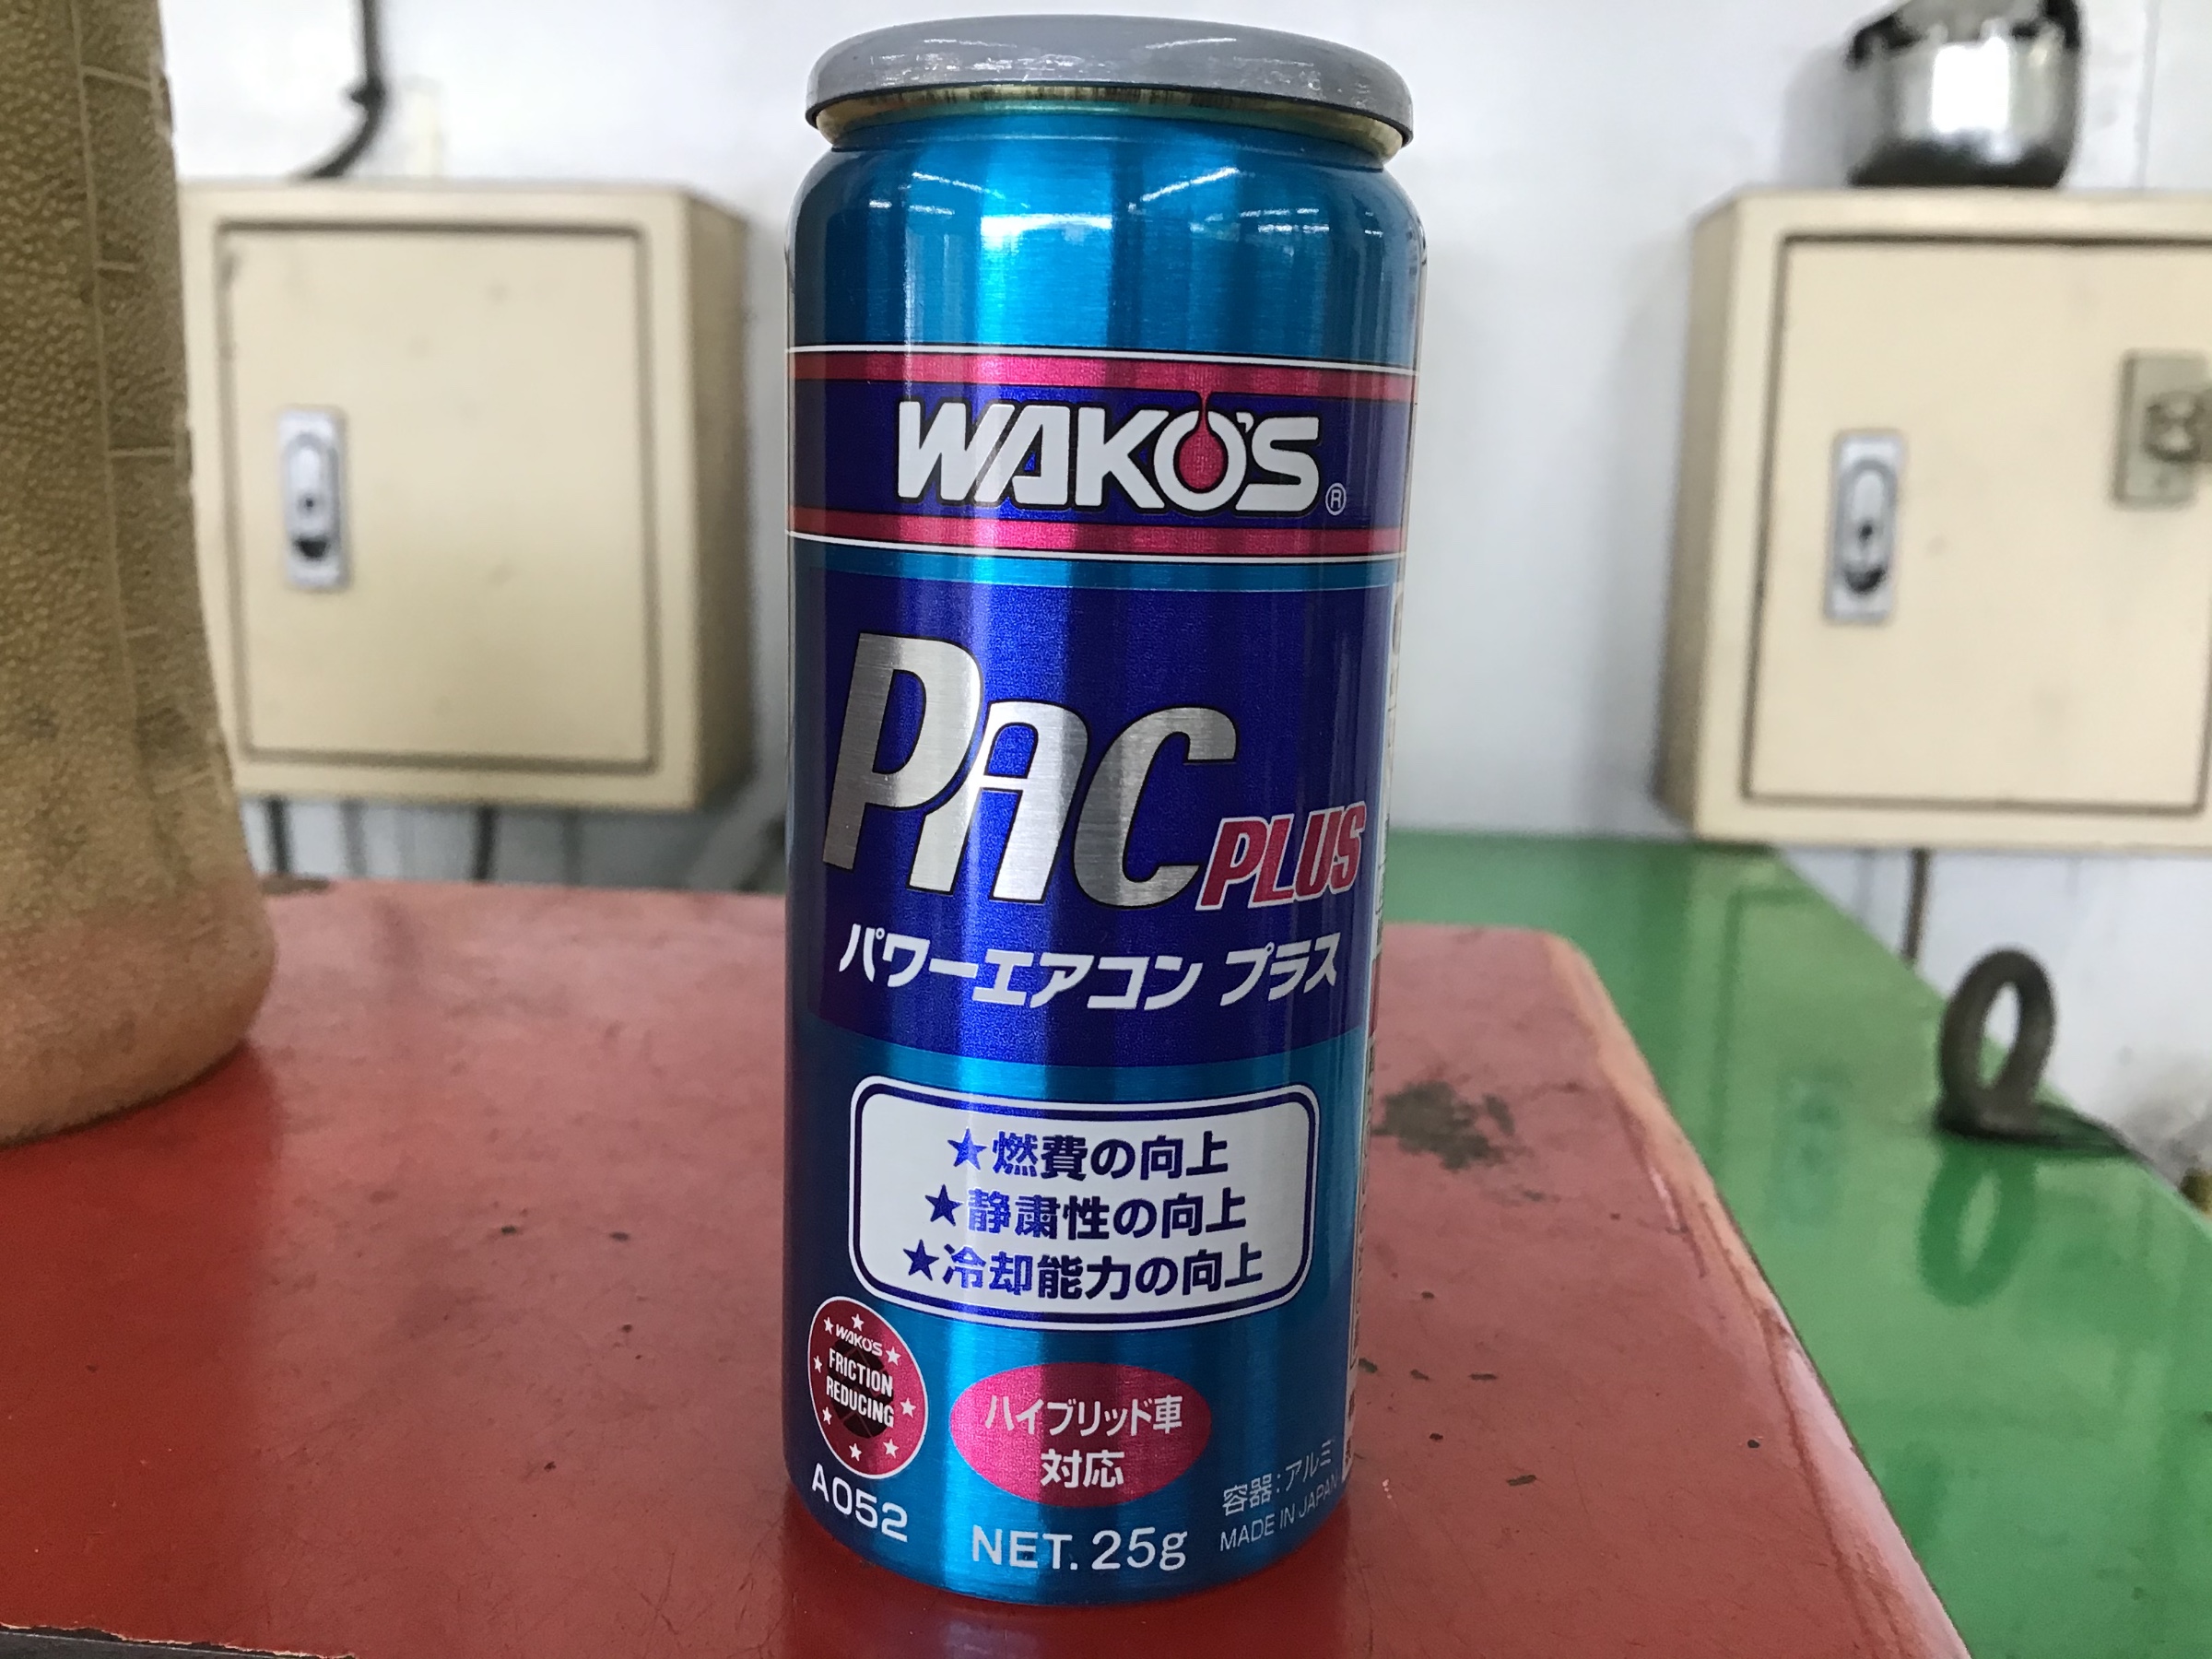 WAKO'S®
PAC PLUS
パワーエアコン プラス
★燃費の向上
★静粛性の向上
★冷却能力の向上
WAKO'S
FRICTION
REDUCING
ハイブリッド車
対応
A052
NET. 25g
容器:アルミ
MADE IN JAPAN